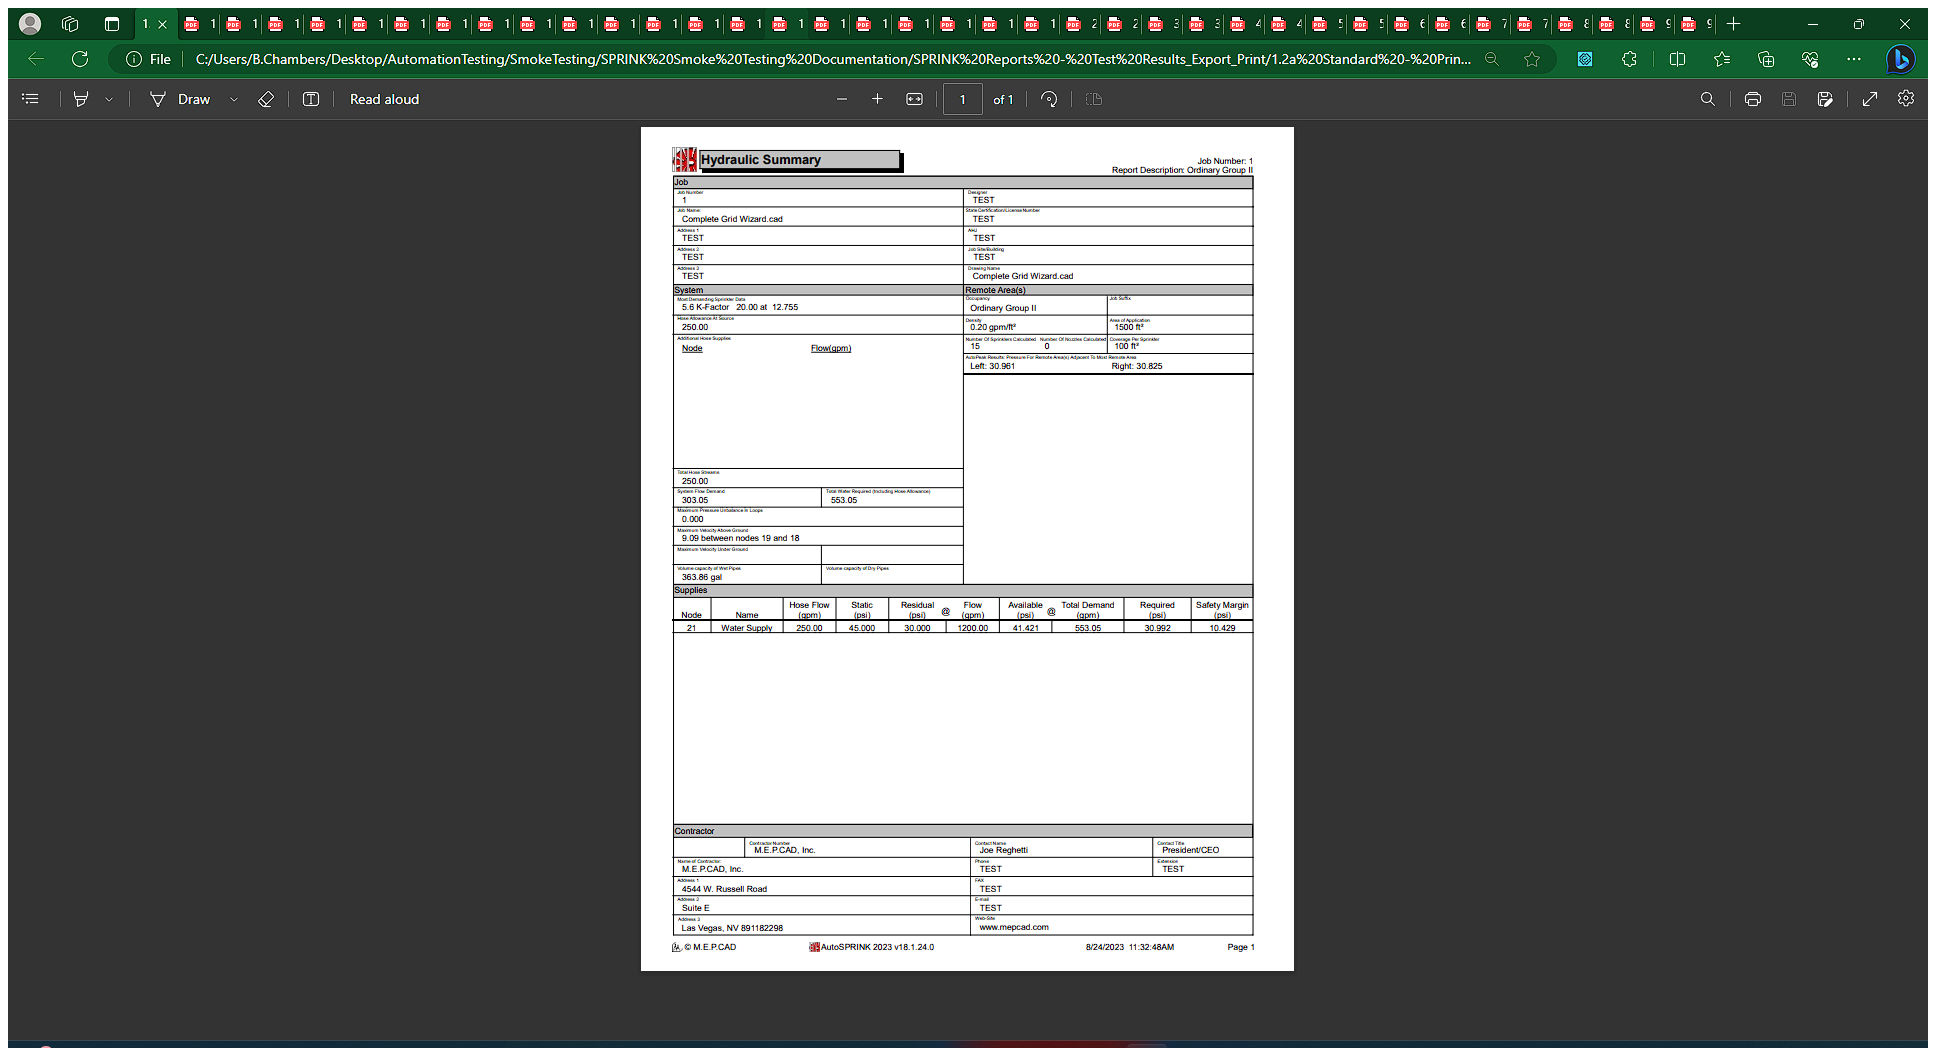 File
C:/Users/B.Chambers/Desktop/AutomationTesting/SmokeTesting/SPRINK%20Smoke%20Testing%20Documentation/SPRINK%20Reports%20-%20Test%20Results_Export_Print/1.2a%20Standard%20-%20Prin...
Draw
Read aloud
1 of 1
Hydraulic Summary
Job Number: 1
Report Description: Ordinary Group II
Job
Job Number
1
Designer
TEST
Job Name:
Complete Grid Wizard.cad
State Certification/License Number
TEST
Address 1
TEST
AHJ
TEST
Address 2
TEST
Job Site/Building
TEST
Address 3
TEST
Drawing Name
Complete Grid Wizard.cad
System
Remote Area(s)
Most Demanding Sprinkler Data
5.6 K-Factor 20.00 at 12.755
Occupancy
Ordinary Group II
Job Suffix
Hose Allowance At Source
250.00
Density
0.20 gpm/ft²
Area of Application
1500 ft²
Additional Hose Supplies
Node Flow(gpm)
Number Of Sprinklers Calculated
15
Number Of Nozzles Calculated
0
Coverage Per Sprinkler
100 ft²
AutoPeak Results: Pressure For Remote Area(s) Adjacent To Most Remote Area
Left: 30.961 Right: 30.825
Total Hose Streams
250.00
System Flow Demand
303.05
Total Water Required (Including Hose Allowance)
553.05
Maximum Pressure Unbalance In Loops
0.000
Maximum Velocity Above Ground
9.09 between nodes 19 and 18
Maximum Velocity Under Ground
Volume capacity of Wet Pipes
363.86 gal
Volume capacity of Dry Pipes
Supplies
Node Name Hose Flow (gpm) Static (psi) Residual (psi) @ Flow (gpm) Available (psi) @ Total Demand (gpm) Required (psi) Safety Margin (psi)
21 Water Supply 250.00 45.000 30.000 1200.00 41.421 553.05 30.992 10.429
Contractor
Contractor Number
M.E.P.CAD, Inc.
Contact Name
Joe Reghetti
Contact Title
President/CEO
Name of Contractor:
M.E.P.CAD, Inc.
Phone
TEST
Extension
TEST
Address 1
4544 W. Russell Road
FAX
TEST
Address 2
Suite E
E-mail
TEST
Address 3
Las Vegas, NV 891182298
Web-Site
www.mepcad.com
© M.E.P.CAD
AutoSPRINK 2023 v18.1.24.0
8/24/2023 11:32:48AM
Page 1